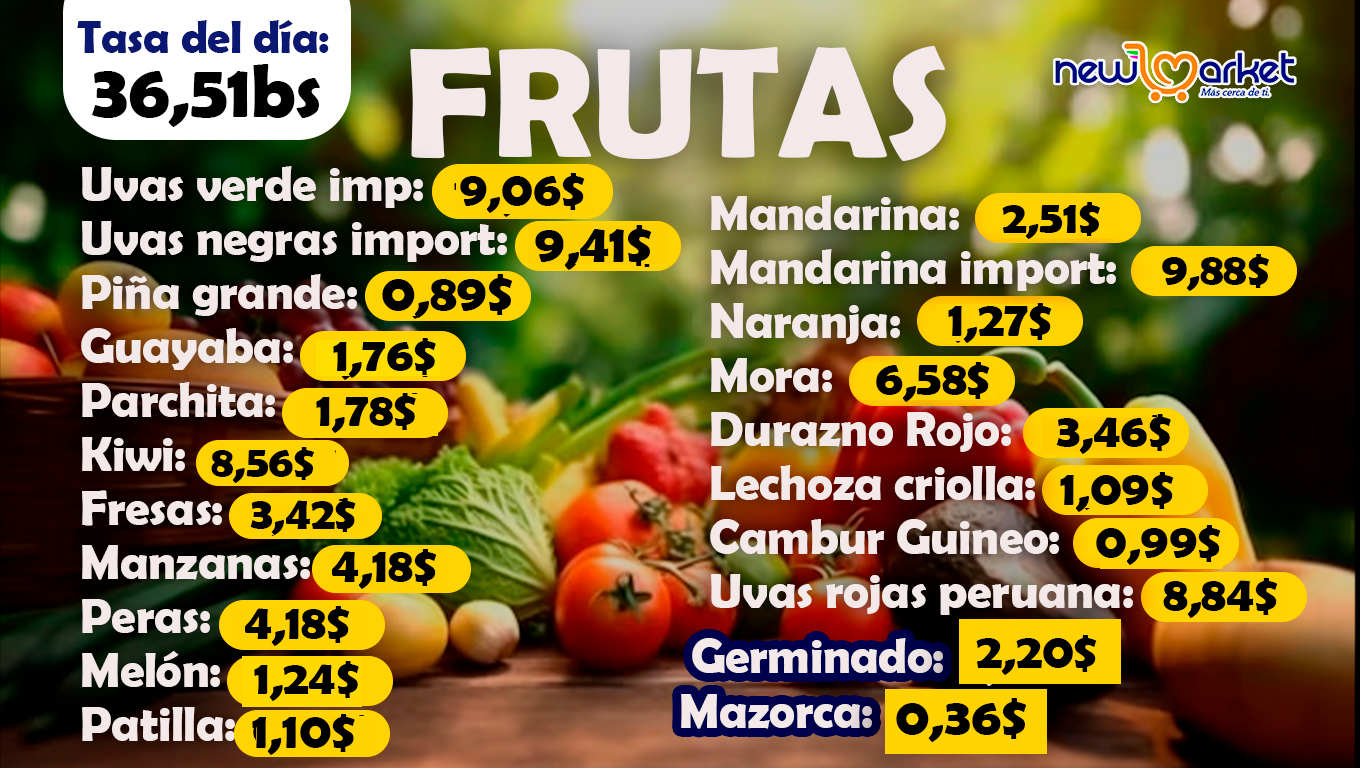 Tasa del día:
36,51bs
FRUTAS
new market
Más cerca de ti.
Uvas verde imp: 9,06$
Uvas negras import: 9,41$
Piña grande: 0,89$
Guayaba: 1,76$
Parchita: 1,78$
Kiwi: 8,56$
Fresas: 3,42$
Manzanas: 4,18$
Peras: 4,18$
Melón: 1,24$
Patilla: 1,10$
Mandarina: 2,51$
Mandarina import: 9,88$
Naranja: 1,27$
Mora: 6,58$
Durazno Rojo: 3,46$
Lechoza criolla: 1,09$
Cambur Guineo: 0,99$
Uvas rojas peruana: 8,84$
Germinado: 2,20$
Mazorca: 0,36$